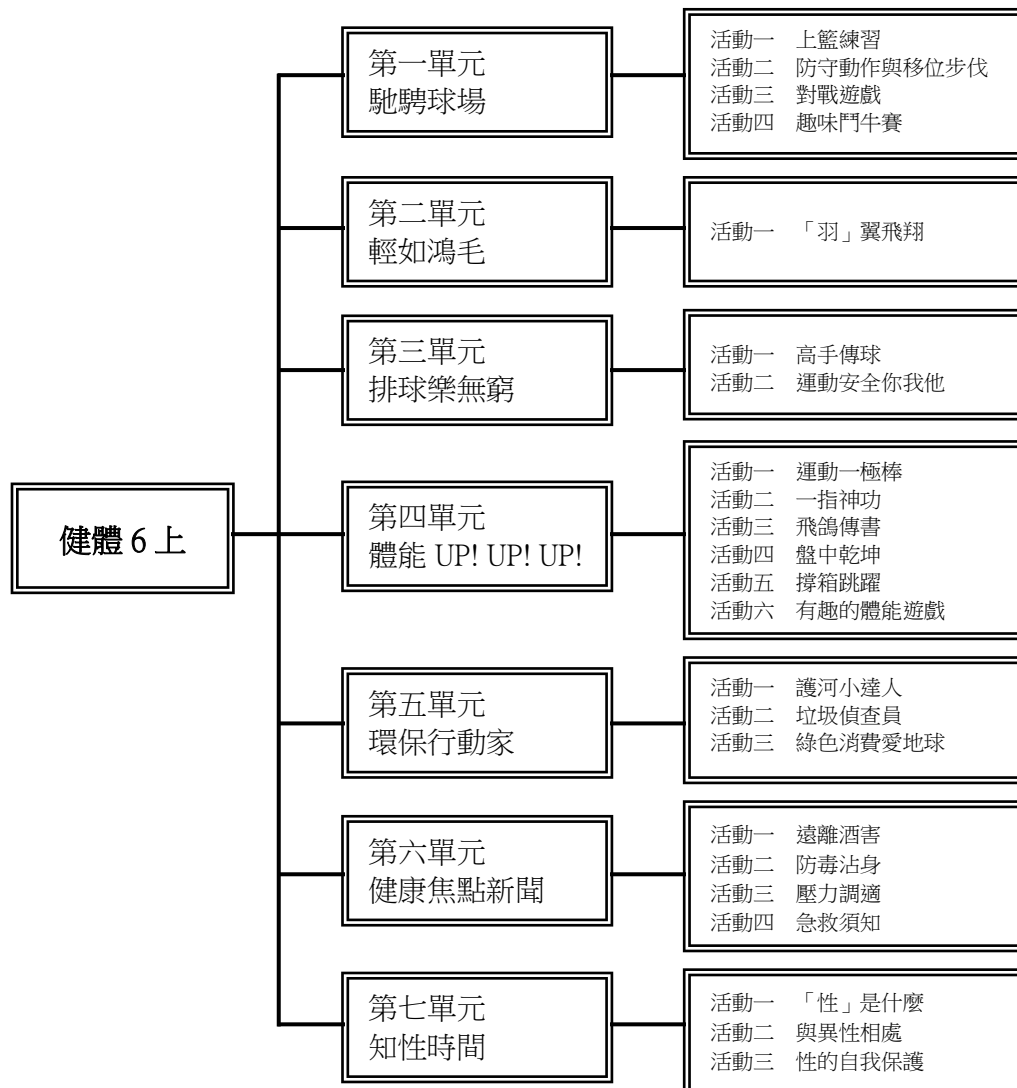 健體 6 上
第一單元
馳騁球場
活動一　上籃練習
活動二　防守動作與移位步伐
活動三　對戰遊戲
活動四　趣味鬥牛賽
第二單元
輕如鴻毛
活動一　「羽」翼飛翔
第三單元
排球樂無窮
活動一　高手傳球
活動二　運動安全你我他
第四單元
體能 UP! UP! UP!
活動一　運動一極棒
活動二　一指神功
活動三　飛鴿傳書
活動四　盤中乾坤
活動五　撐箱跳躍
活動六　有趣的體能遊戲
第五單元
環保行動家
活動一　護河小達人
活動二　垃圾偵查員
活動三　綠色消費愛地球
第六單元
健康焦點新聞
活動一　遠離酒害
活動二　防毒沾身
活動三　壓力調適
活動四　急救須知
第七單元
知性時間
活動一　「性」是什麼
活動二　與異性相處
活動三　性的自我保護